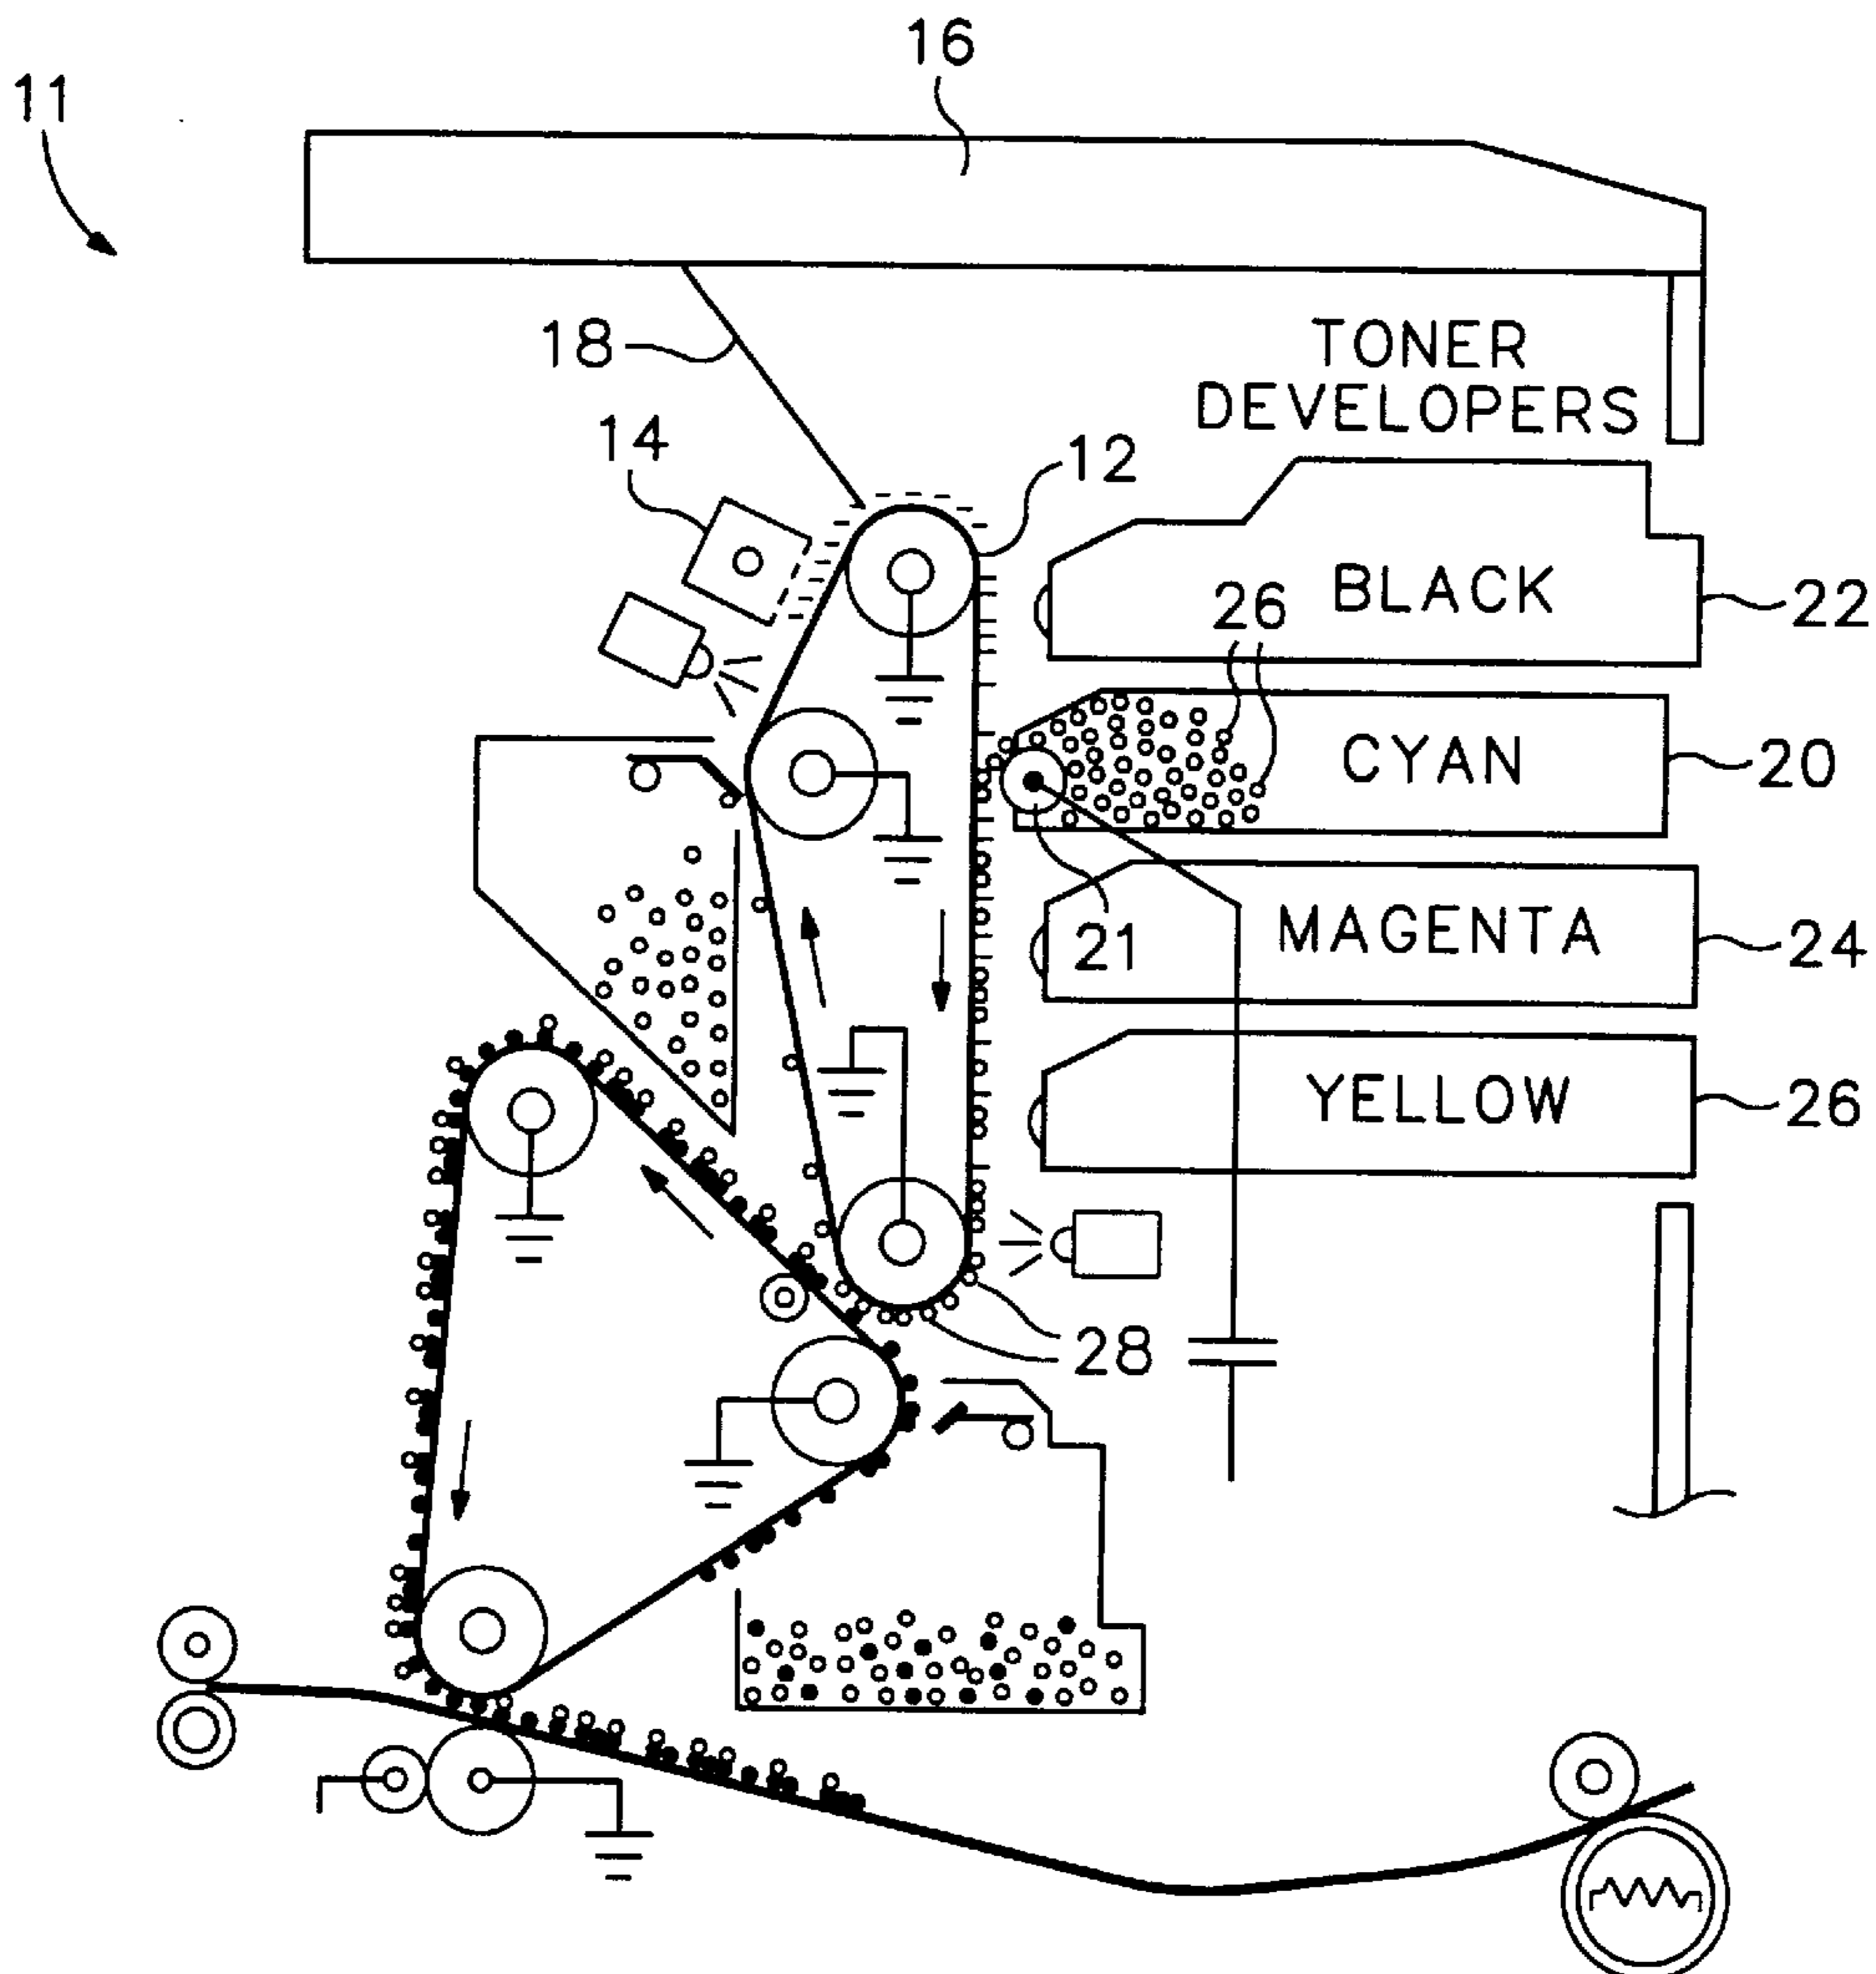 16
11
18
TONER
DEVELOPERS
14
12
26
BLACK
22
CYAN
20
21
MAGENTA
24
YELLOW
26
28